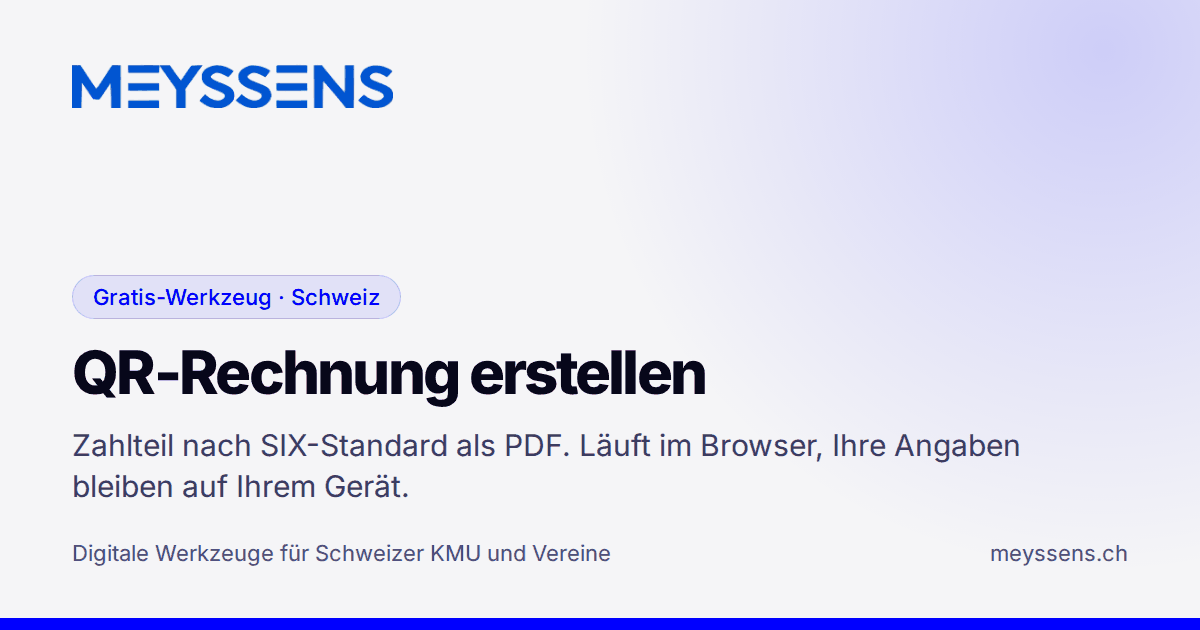 MEYSSENS
Gratis-Werkzeug · Schweiz
QR-Rechnung erstellen
Zahlteil nach SIX-Standard als PDF. Läuft im Browser, Ihre Angaben
bleiben auf Ihrem Gerät.
Digitale Werkzeuge für Schweizer KMU und Vereine
meyssens.ch